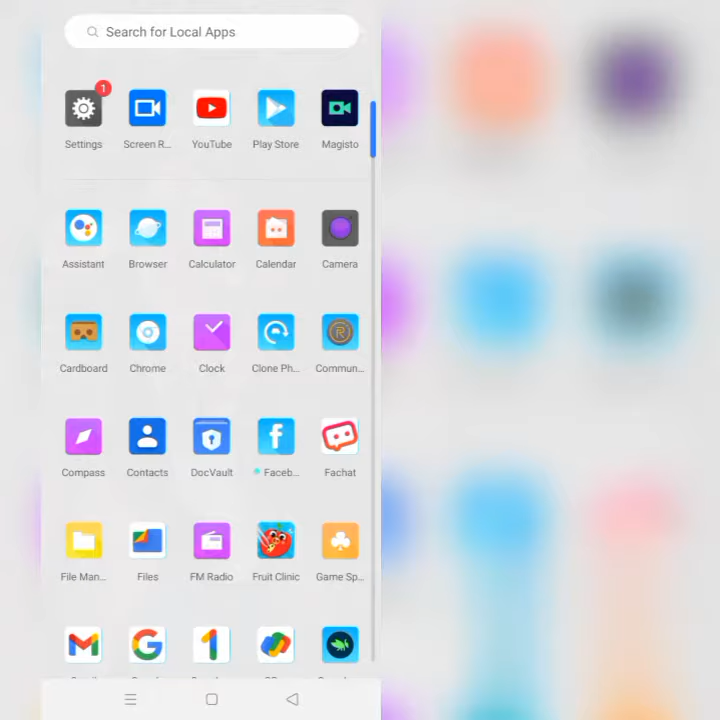 Search for Local Apps
1
Settings Screen R... YouTube Play Store Magisto
Assistant Browser Calculator Calendar Camera
Cardboard Chrome Clock Clone Ph... Commun...
Compass Contacts DocVault Faceb... Fachat
File Man... Files FM Radio Fruit Clinic Game Sp...